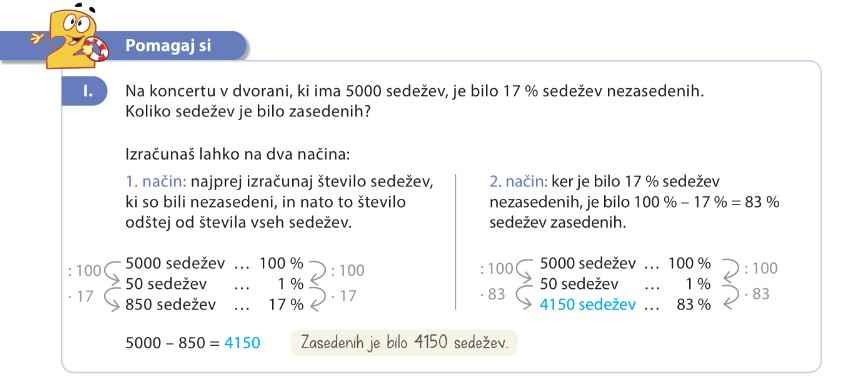 2
Pomagaj si
I.
Na koncertu v dvorani, ki ima 5000 sedežev, je bilo 17 % sedežev nezasedenih.
Koliko sedežev je bilo zasedenih?
Izračunaš lahko na dva načina:
1. način: najprej izračunaj število sedežev,
ki so bili nezasedeni, in nato to število
odštej od števila vseh sedežev.
: 100 5000 sedežev … 100 % : 100
50 sedežev … 1 %
· 17 850 sedežev … 17 % · 17
5000 – 850 = 4150
Zasedenih je bilo 4150 sedežev.
2. način: ker je bilo 17 % sedežev
nezasedenih, je bilo 100 % – 17 % = 83 %
sedežev zasedenih.
: 100 5000 sedežev … 100 % : 100
50 sedežev … 1 %
· 83 4150 sedežev … 83 % · 83